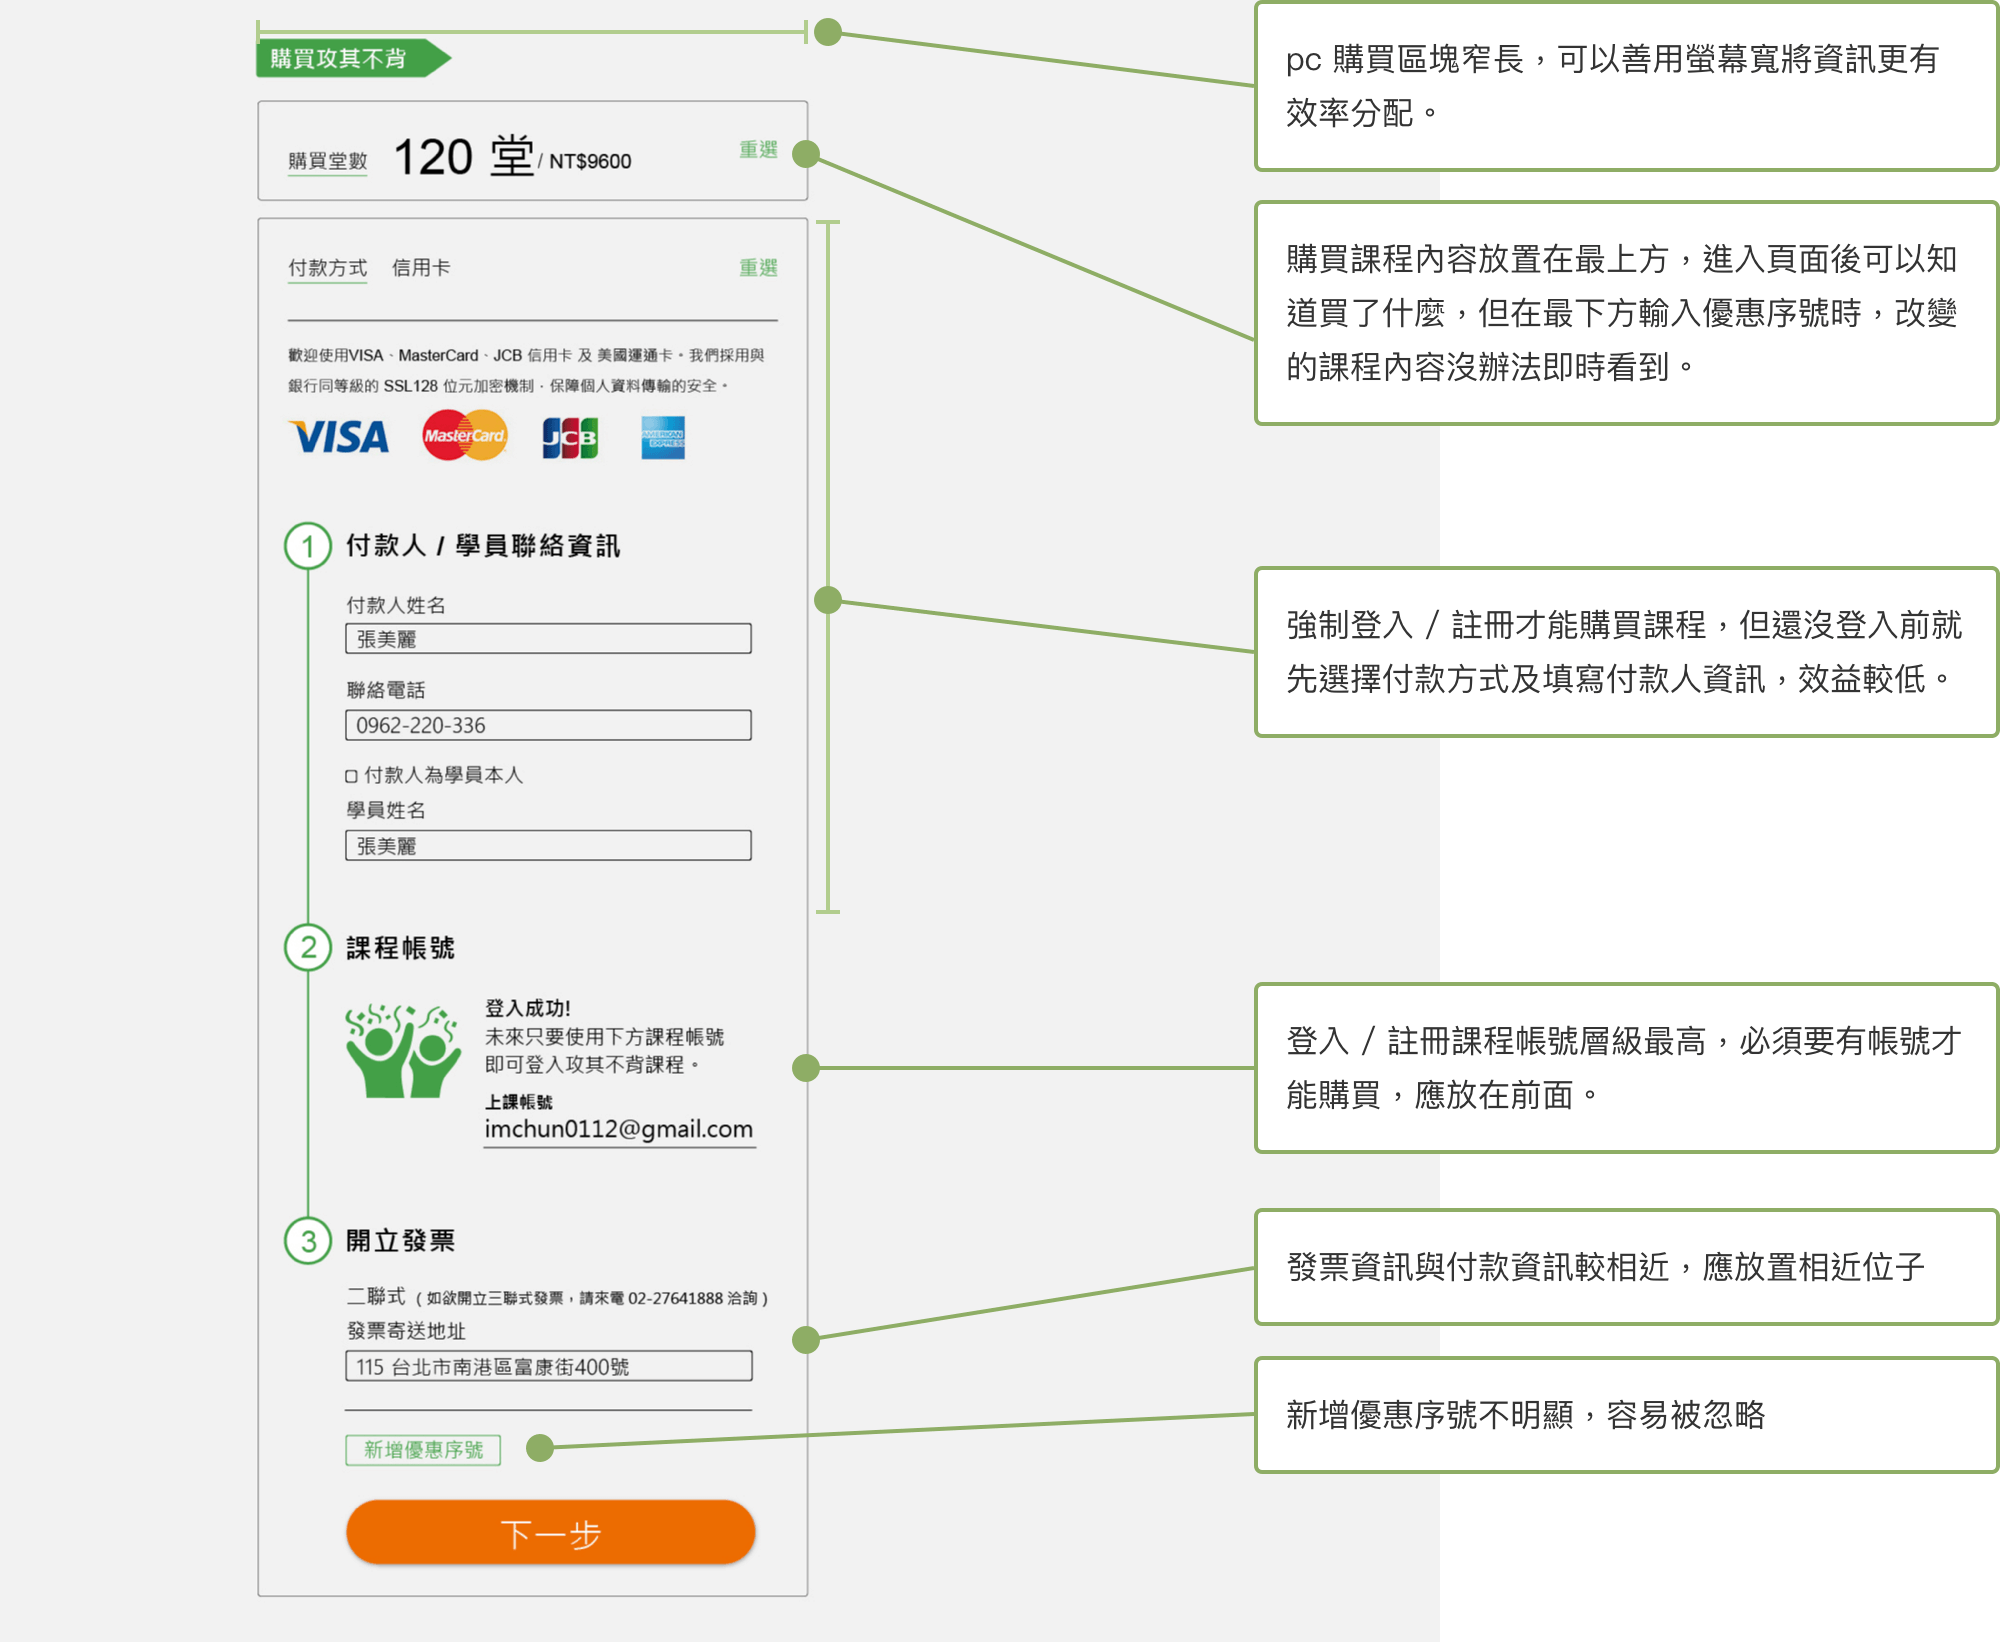 購買攻其不背
購買堂數 120 堂/ NT$9600 重選
付款方式 信用卡 重選
歡迎使用VISA、MasterCard、JCB 信用卡 及 美國運通卡。我們採用與
銀行同等級的 SSL128 位元加密機制，保障個人資料傳輸的安全。
VISA MasterCard JCB AMERICAN EXPRESS
1 付款人 / 學員聯絡資訊
付款人姓名
張美麗
聯絡電話
0962-220-336
付款人為學員本人
學員姓名
張美麗
2 課程帳號
登入成功!
未來只要使用下方課程帳號
即可登入攻其不背課程。
上課帳號
imchun0112@gmail.com
3 開立發票
二聯式 ( 如欲開立三聯式發票，請來電 02-27641888 洽詢 )
發票寄送地址
115 台北市南港區富康街400號
新增優惠序號
下一步
pc 購買區塊窄長，可以善用螢幕寬將資訊更有
效率分配。
購買課程內容放置在最上方，進入頁面後可以知
道買了什麼，但在最下方輸入優惠序號時，改變
的課程內容沒辦法即時看到。
強制登入 / 註冊才能購買課程，但還沒登入前就
先選擇付款方式及填寫付款人資訊，效益較低。
登入 / 註冊課程帳號層級最高，必須要有帳號才
能購買，應放在前面。
發票資訊與付款資訊較相近，應放置相近位子
新增優惠序號不明顯，容易被忽略